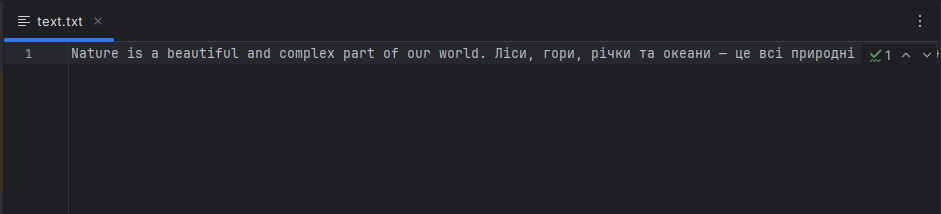 text.txt
1 Nature is a beautiful and complex part of our world. Ліси, гори, річки та океани – це всі природні
1